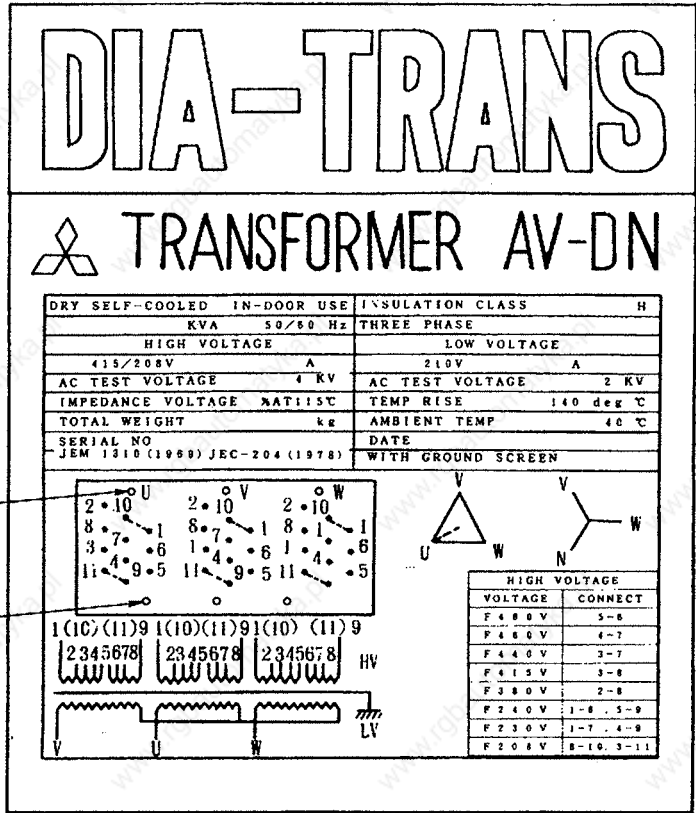 DIA-TRANS
TRANSFORMER AV-DN
DRY SELF-COOLED IN-DOOR USE INSULATION CLASS H
KVA 50/60 Hz THREE PHASE
HIGH VOLTAGE LOW VOLTAGE
415/208V A 210V A
AC TEST VOLTAGE 4 KV AC TEST VOLTAGE 2 KV
IMPEDANCE VOLTAGE %AT115℃ TEMP RISE 140 deg ℃
TOTAL WEIGHT kg AMBIENT TEMP 40 ℃
SERIAL NO DATE
JEM 1310(1969) JEC-204(1978) WITH GROUND SCREEN
U V W
2 10 2 10 2 10
8 7 1 8 7 1 8 1 1
3 4 6 1 4 6 1 4 6
11 9 5 11 9 5 11 5
V
U W
V
W
N
1(10)(11)9 1(10)(11)9 1(10) (11)9
2345678 2345678 2345678 HV
LV
V U W
HIGH VOLTAGE
VOLTAGE CONNECT
F480V 5-6
F460V 4-7
F440V 3-7
F415V 3-8
F380V 2-8
F240V 1-6 . 5-9
F230V 1-7 . 4-9
F208V 8-10. 3-11
www.rgbautomatyka.pl